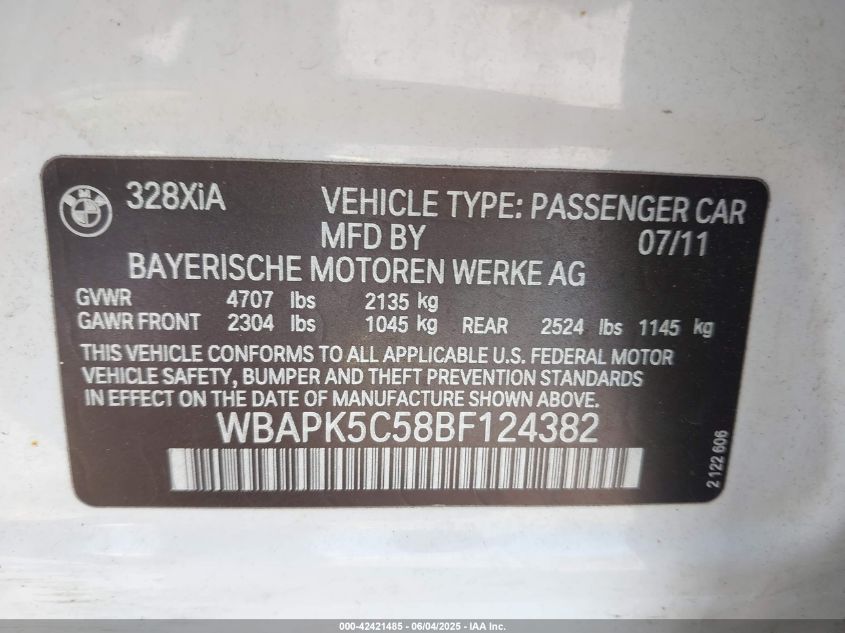 328XiA VEHICLE TYPE: PASSENGER CAR
MFD BY 07/11
BAYERISCHE MOTOREN WERKE AG
GVWR 4707 lbs 2135 kg
GAWR FRONT 2304 lbs 1045 kg REAR 2524 lbs 1145 kg
THIS VEHICLE CONFORMS TO ALL APPLICABLE U.S. FEDERAL MOTOR
VEHICLE SAFETY, BUMPER AND THEFT PREVENTION STANDARDS
IN EFFECT ON THE DATE OF MANUFACTURE SHOWN ABOVE.
WBAPK5C58BF124382
2 122 606
BMW
000-42421485 - 06/04/2025 - IAA Inc.